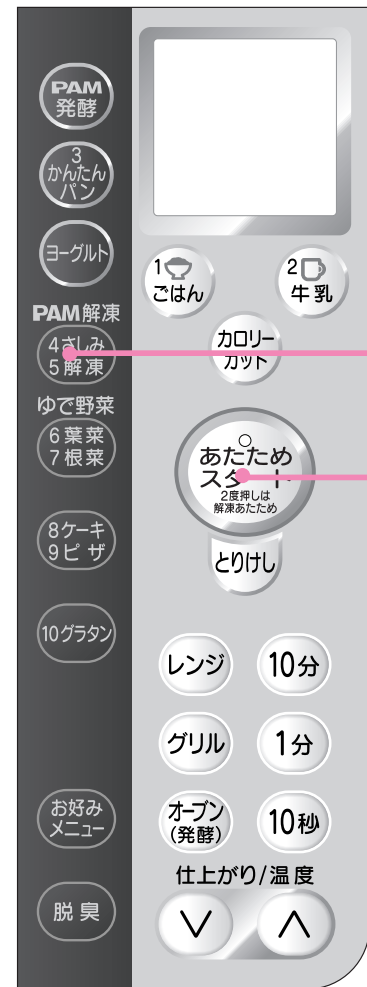 PAM
発酵
3
かんたん
パン
ヨーグルト
PAM解凍
4さしみ
5解凍
ゆで野菜
6葉菜
7根菜
8ケーキ
9ピザ
10グラタン
お好み
メニュー
脱臭
1
ごはん
2
牛乳
カロリー
カット
あたため
スタート
2度押しは
解凍あたため
とりけし
レンジ
10分
グリル
1分
オーブン
(発酵)
10秒
仕上がり/温度